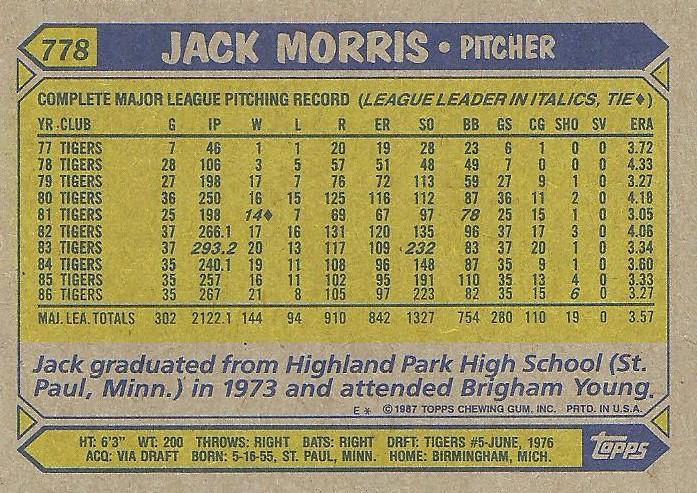 778 JACK MORRIS • PITCHER
COMPLETE MAJOR LEAGUE PITCHING RECORD (LEAGUE LEADER IN ITALICS, TIE♦)
YR. CLUB G IP W L R ER SO BB GS CG SHO SV ERA
77 TIGERS 7 46 1 1 20 19 28 23 6 1 0 0 3.72
78 TIGERS 28 106 3 5 57 51 48 49 7 0 0 0 4.33
79 TIGERS 27 198 17 7 76 72 113 59 27 9 1 0 3.27
80 TIGERS 36 250 16 15 125 116 112 87 36 11 2 0 4.18
81 TIGERS 25 198 14♦ 7 69 67 97 78 25 15 1 0 3.05
82 TIGERS 37 266.1 17 16 131 120 135 96 37 17 3 0 4.06
83 TIGERS 37 293.2 20 13 117 109 232 83 37 20 1 0 3.34
84 TIGERS 35 240.1 19 11 108 96 148 87 35 9 1 0 3.60
85 TIGERS 35 257 16 11 102 95 191 110 35 13 4 0 3.33
86 TIGERS 35 267 21 8 105 97 223 82 35 15 6 0 3.27
MAJ. LEA. TOTALS 302 2122.1 144 94 910 842 1327 754 280 110 19 0 3.57
Jack graduated from Highland Park High School (St.
Paul, Minn.) in 1973 and attended Brigham Young.
E * © 1987 TOPPS CHEWING GUM, INC. PRTD. IN U.S.A.
HT: 6'3" WT: 200 THROWS: RIGHT BATS: RIGHT DRFT: TIGERS #5-JUNE, 1976
ACQ: VIA DRAFT BORN: 5-16-55, ST. PAUL, MINN. HOME: BIRMINGHAM, MICH.
topps